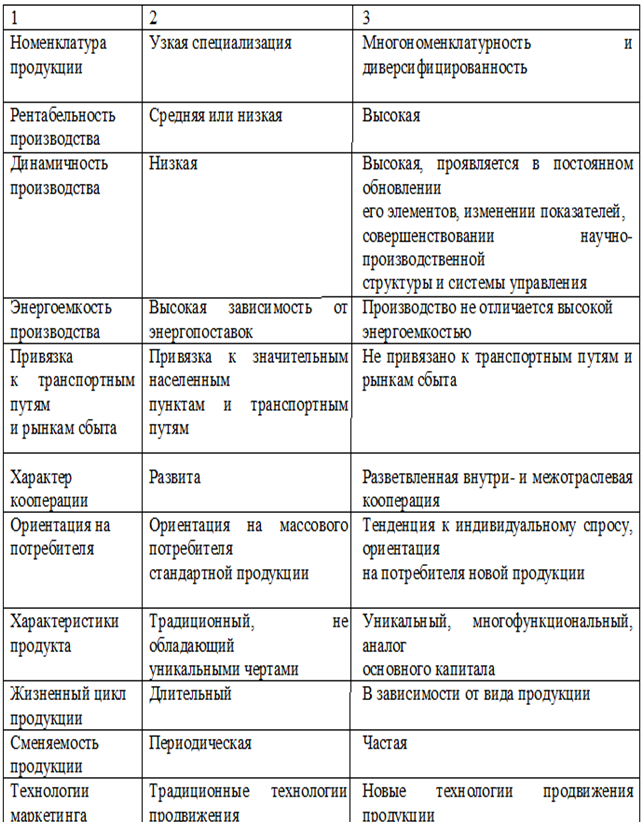 1 2 3
Номенклатура продукции
Узкая специализация
Многономенклатурность и
диверсифицированность
Рентабельность
производства
Средняя или низкая
Высокая
Динамичность
производства
Низкая
Высокая, проявляется в постоянном
обновлении
его элементов, изменении показателей,
совершенствовании научно-
производственной
структуры и системы управления
Энергоемкость
производства
Высокая зависимость от
энергопоставок
Производство не отличается высокой
энергоемкостью
Привязка
к транспортным
путям
и рынкам сбыта
Привязка к значительным
населенным
пунктам и транспортным
путям
Не привязано к транспортным путям и
рынкам сбыта
Характер
кооперации
Развита
Разветвленная внутри- и межотраслевая
кооперация
Ориентация на
потребителя
Ориентация на массового
потребителя
стандартной продукции
Тенденция к индивидуальному спросу,
ориентация
на потребителя новой продукции
Характеристики
продукта
Традиционный, не
обладающий
уникальными чертами
Уникальный, многофункциональный,
аналог
основного капитала
Жизненный цикл
продукции
Длительный
В зависимости от вида продукции
Сменяемость
продукции
Периодическая
Частая
Технологии
маркетинга
Традиционные технологии
продвижения
Новые технологии продвижения
продукции